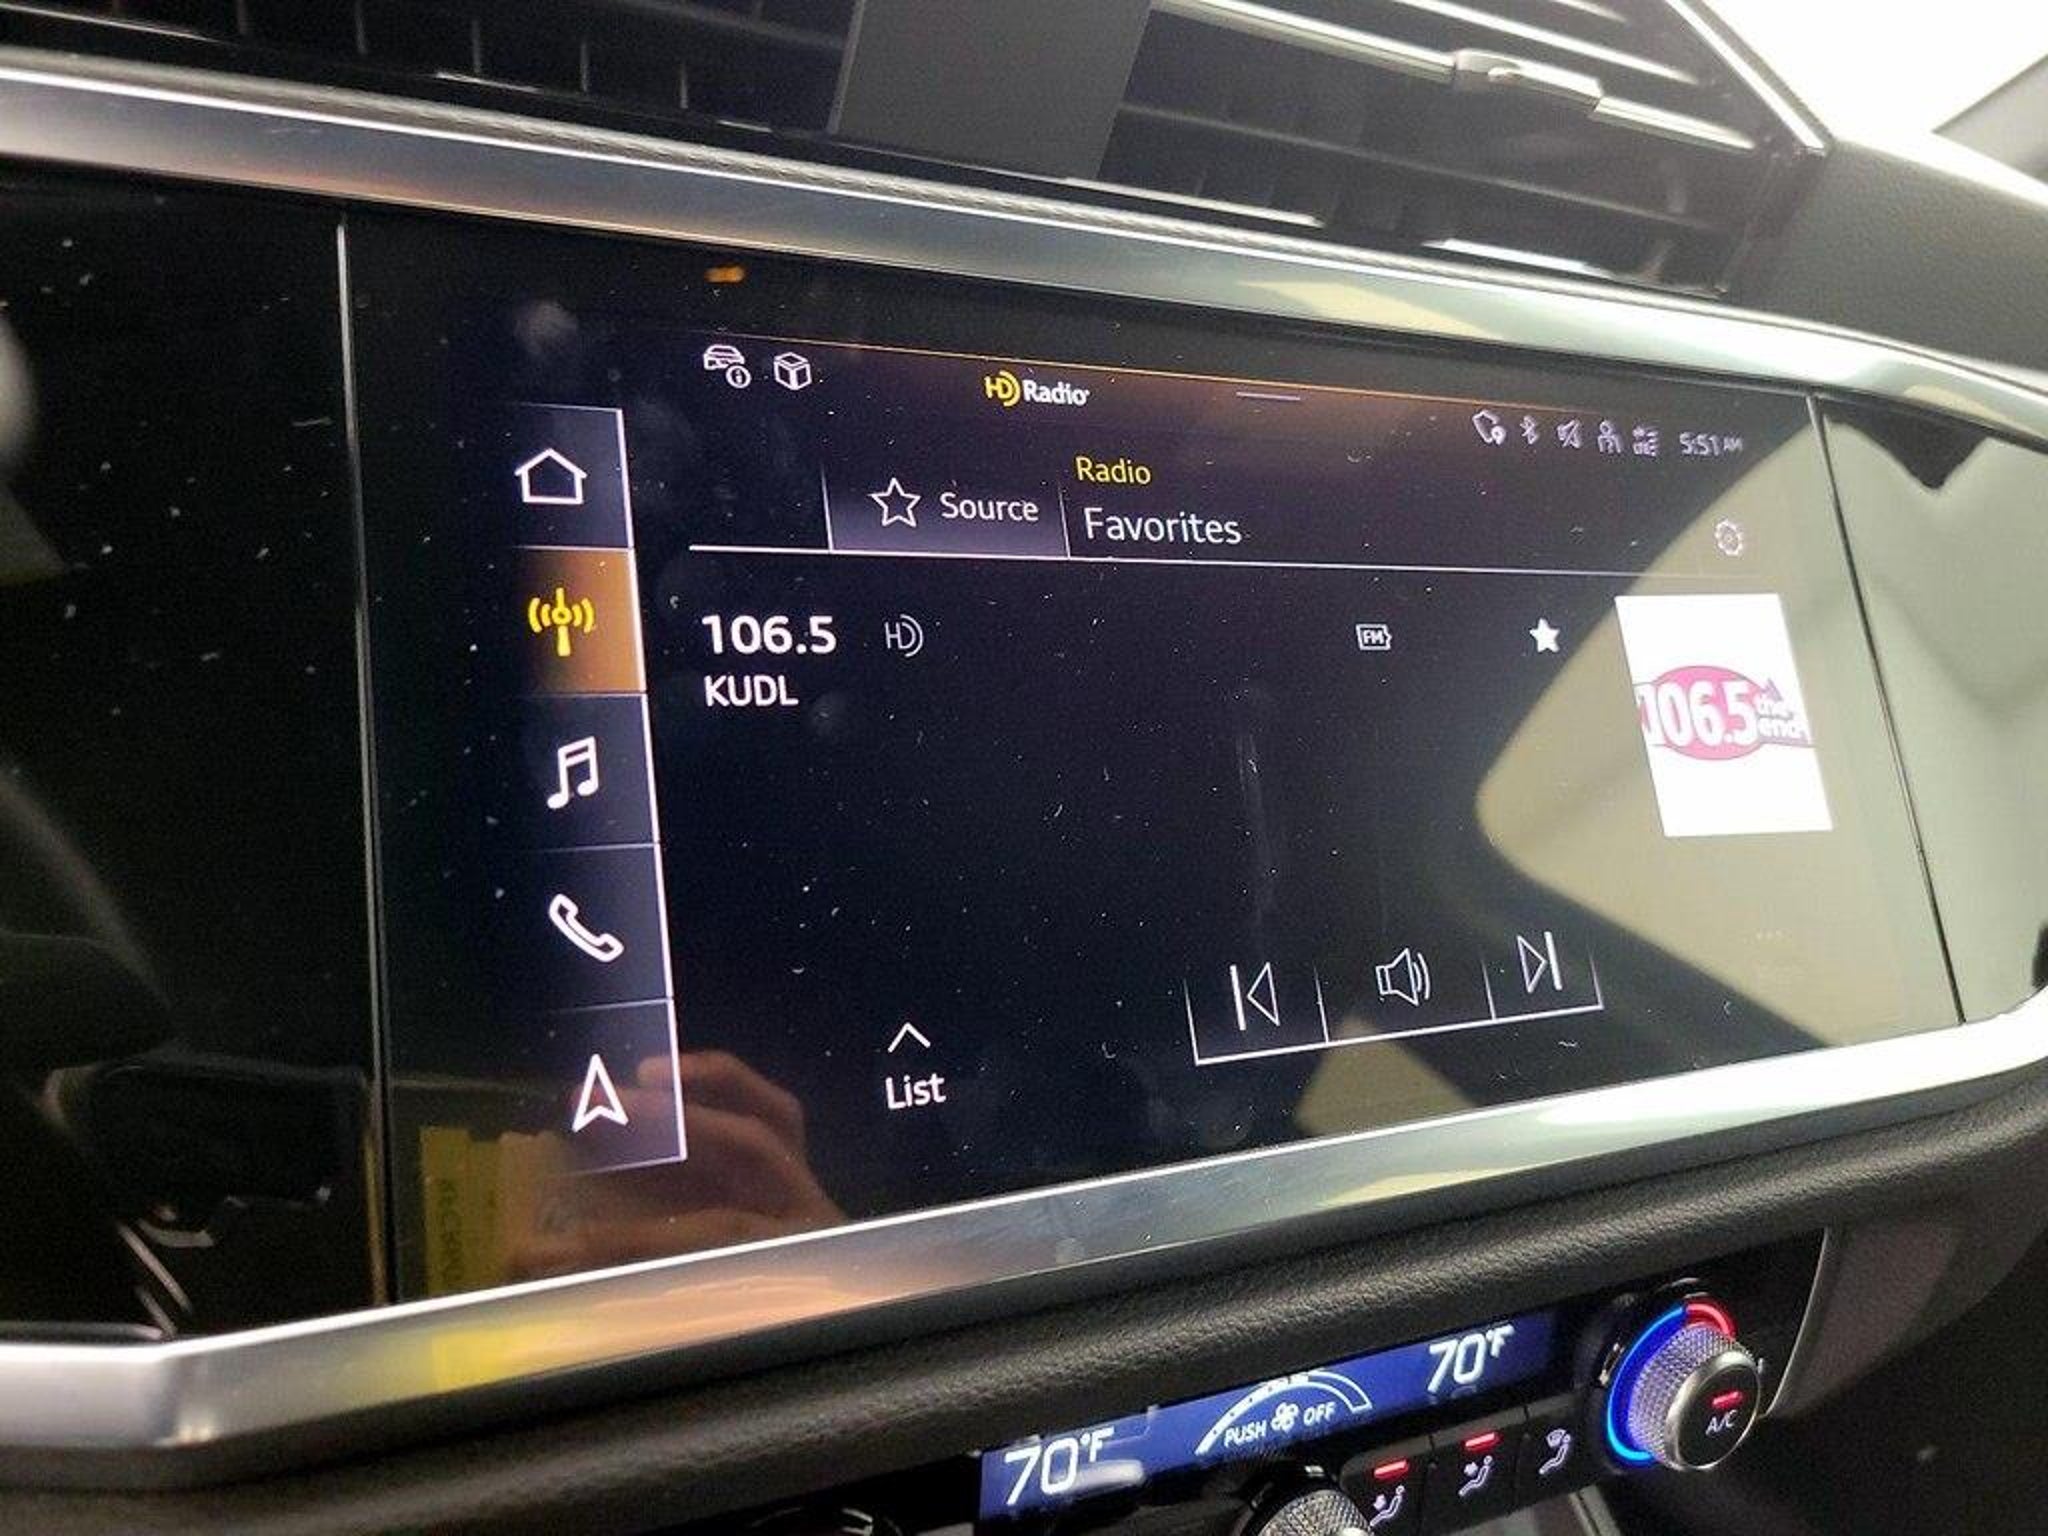 HD Radio
5:51 AM
Radio
Source
Favorites
106.5 HD
FM
KUDL
106.5 the end
List
70°F
PUSH OFF
70°F
A/C